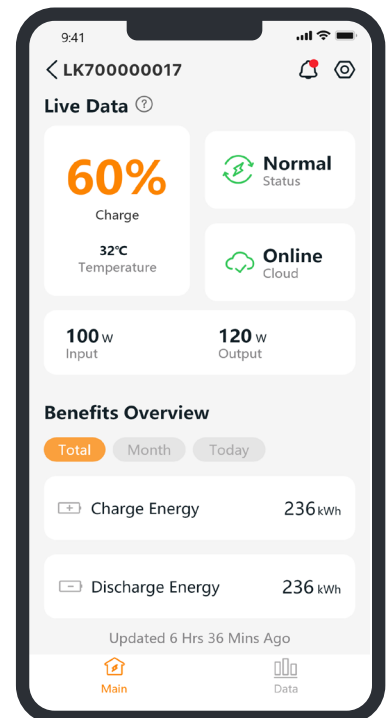 9:41
LK700000017
Live Data ?
60%
Charge
32℃
Temperature
Normal
Status
Online
Cloud
100 W
Input
120 W
Output
Benefits Overview
Total Month Today
Charge Energy 236 kWh
Discharge Energy 236 kWh
Updated 6 Hrs 36 Mins Ago
Main Data